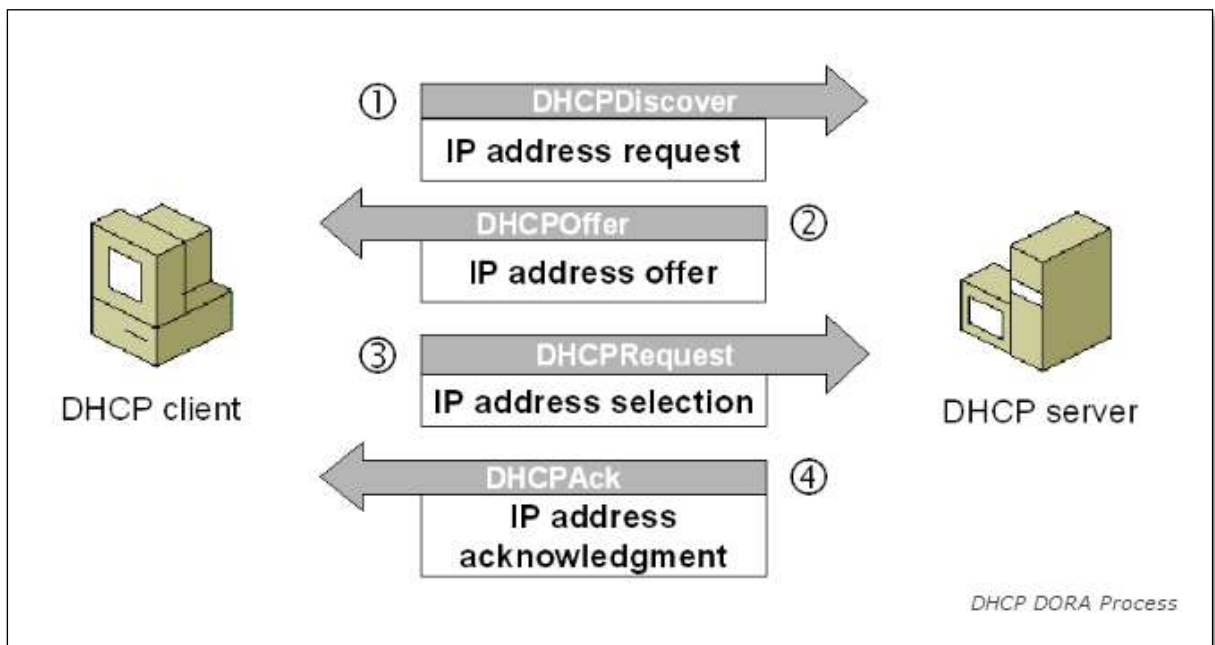 ① DHCPDiscover
IP address request
DHCPOffer ②
IP address offer
③ DHCPRequest
IP address selection
DHCP client
DHCP server
DHCPAck ④
IP address
acknowledgment
DHCP DORA Process